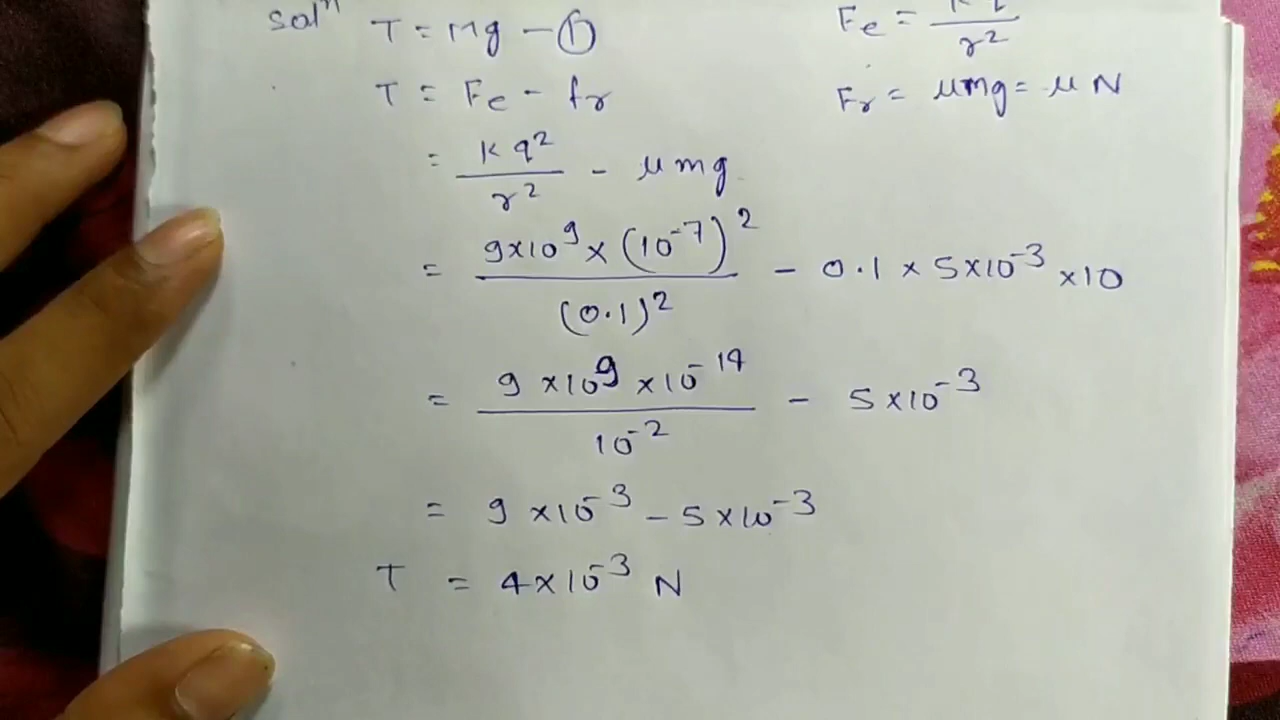 Solⁿ T = Mg — ① Fe = kq²/r²
T = Fe - fr Fr = μmg = μN
= kq²/r² - μmg
= 9×10⁹×(10⁻⁷)²/(0.1)² - 0.1×5×10⁻³×10
= 9×10⁹×10⁻¹⁴/10⁻² - 5×10⁻³
= 9×10⁻³ - 5×10⁻³
T = 4×10⁻³ N